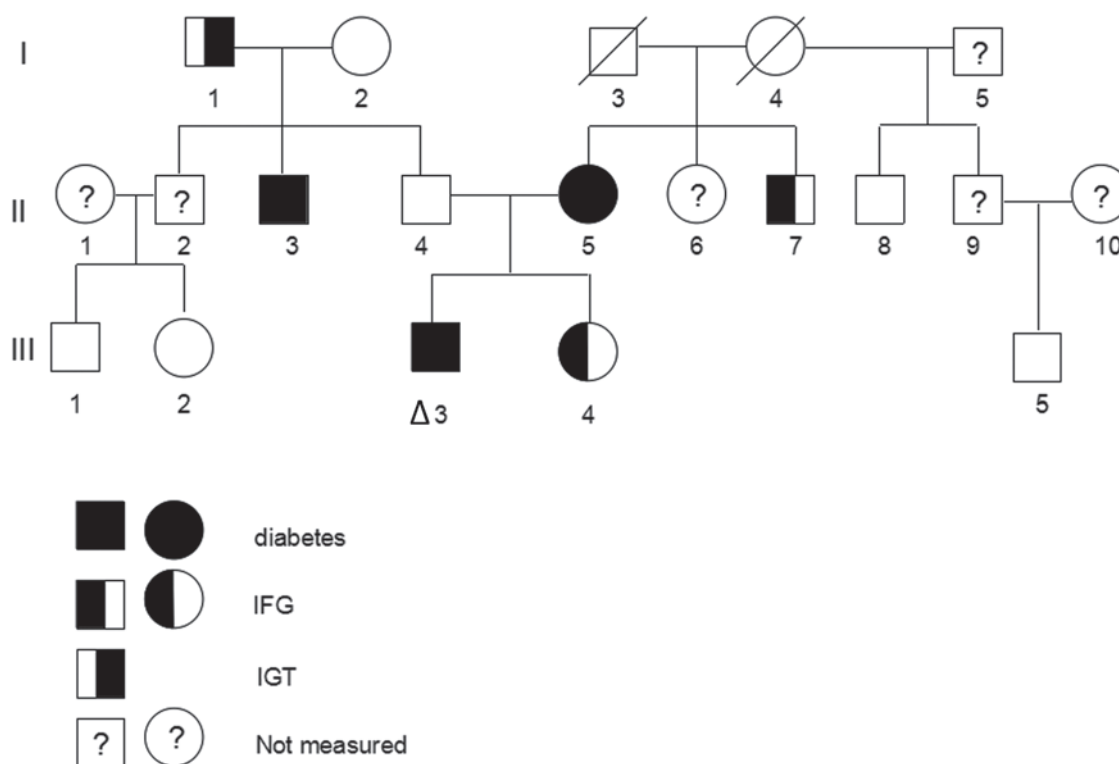 I
? 
1 2 3 4 5
II
? ? ? ? ?
1 2 3 4 5 6 7 8 9 10
III
1 2 Δ 3 4 5
diabetes
IFG
IGT
? ? Not measured